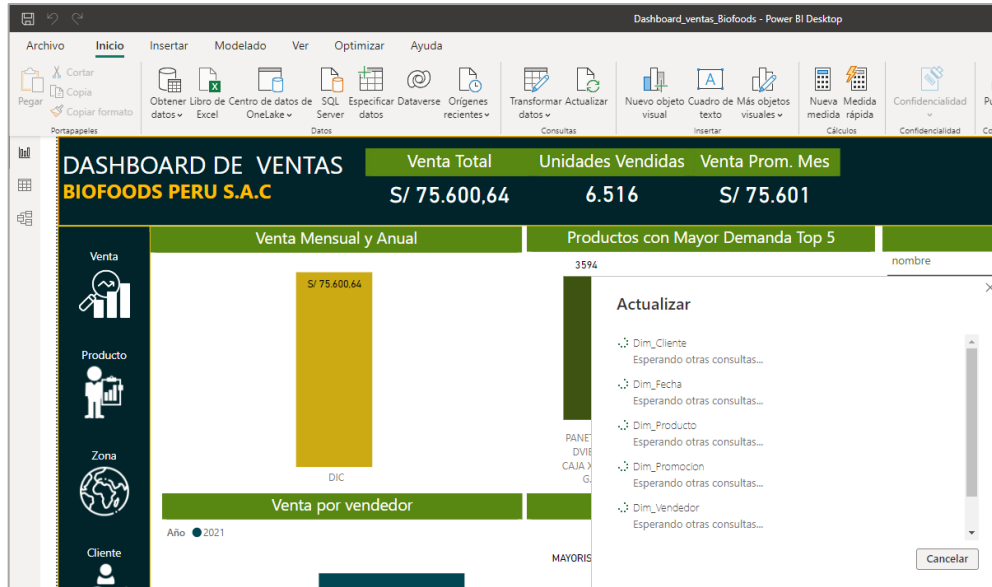 Dashboard_ventas_Biofoods - Power BI Desktop
Archivo Inicio Insertar Modelado Ver Optimizar Ayuda
Pegar
Cortar
Copia
Copiar formato
Portapapeles
Obtener datos
Libro de Excel
Centro de datos de OneLake
SQL Server
Especificar datos
Dataverse
Orígenes recientes
Datos
Transformar datos
Actualizar
Consultas
Nuevo objeto visual
Cuadro de texto
Más objetos visuales
Insertar
Nueva medida
Medida rápida
Cálculos
Confidencialidad
Confidencialidad
DASHBOARD DE VENTAS
BIOFOODS PERU S.A.C
Venta Total
S/ 75.600,64
Unidades Vendidas
6.516
Venta Prom. Mes
S/ 75.601
Venta
Producto
Zona
Cliente
Venta Mensual y Anual
S/ 75.600,64
DIC
Productos con Mayor Demanda Top 5
3594
PANET
DVIE
CAJA X
G.
nombre
Venta por vendedor
Año 2021
MAYORIS
Actualizar
Dim_Cliente
Esperando otras consultas...
Dim_Fecha
Esperando otras consultas...
Dim_Producto
Esperando otras consultas...
Dim_Promocion
Esperando otras consultas...
Dim_Vendedor
Esperando otras consultas...
Cancelar